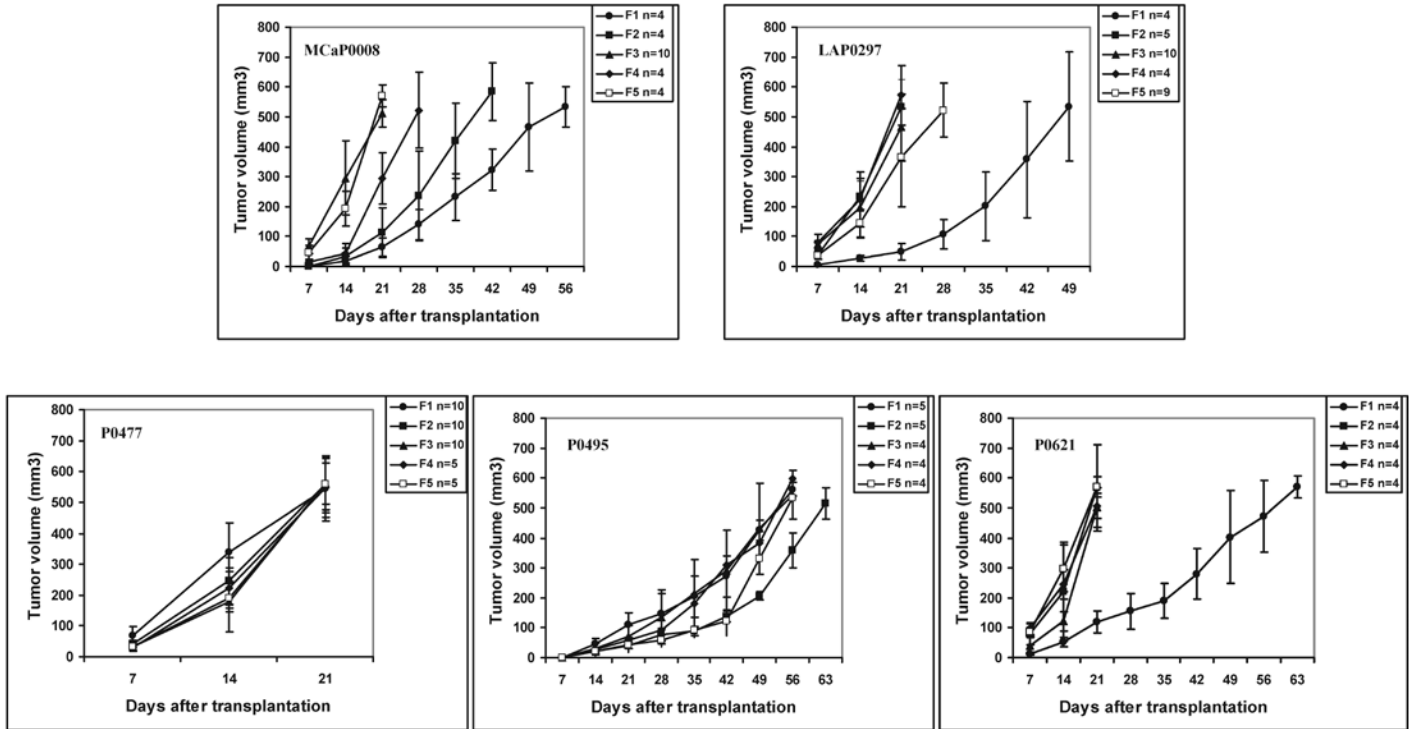 MCaP0008
F1 n=4
F2 n=4
F3 n=10
F4 n=4
F5 n=4
Tumor volume (mm3)
800
700
600
500
400
300
200
100
0
7 14 21 28 35 42 49 56
Days after transplantation
LAP0297
F1 n=4
F2 n=5
F3 n=10
F4 n=4
F5 n=9
Tumor volume (mm3)
800
700
600
500
400
300
200
100
0
7 14 21 28 35 42 49
Days after transplantation
P0477
F1 n=10
F2 n=10
F3 n=10
F4 n=5
F5 n=5
Tumor volume (mm3)
800
700
600
500
400
300
200
100
0
7 14 21
Days after transplantation
P0495
F1 n=5
F2 n=5
F3 n=4
F4 n=4
F5 n=4
Tumor volume (mm3)
800
700
600
500
400
300
200
100
0
7 14 21 28 35 42 49 56 63
Days after transplantation
P0621
F1 n=4
F2 n=4
F3 n=4
F4 n=4
F5 n=4
Tumor volume (mm3)
800
700
600
500
400
300
200
100
0
7 14 21 28 35 42 49 56 63
Days after transplantation